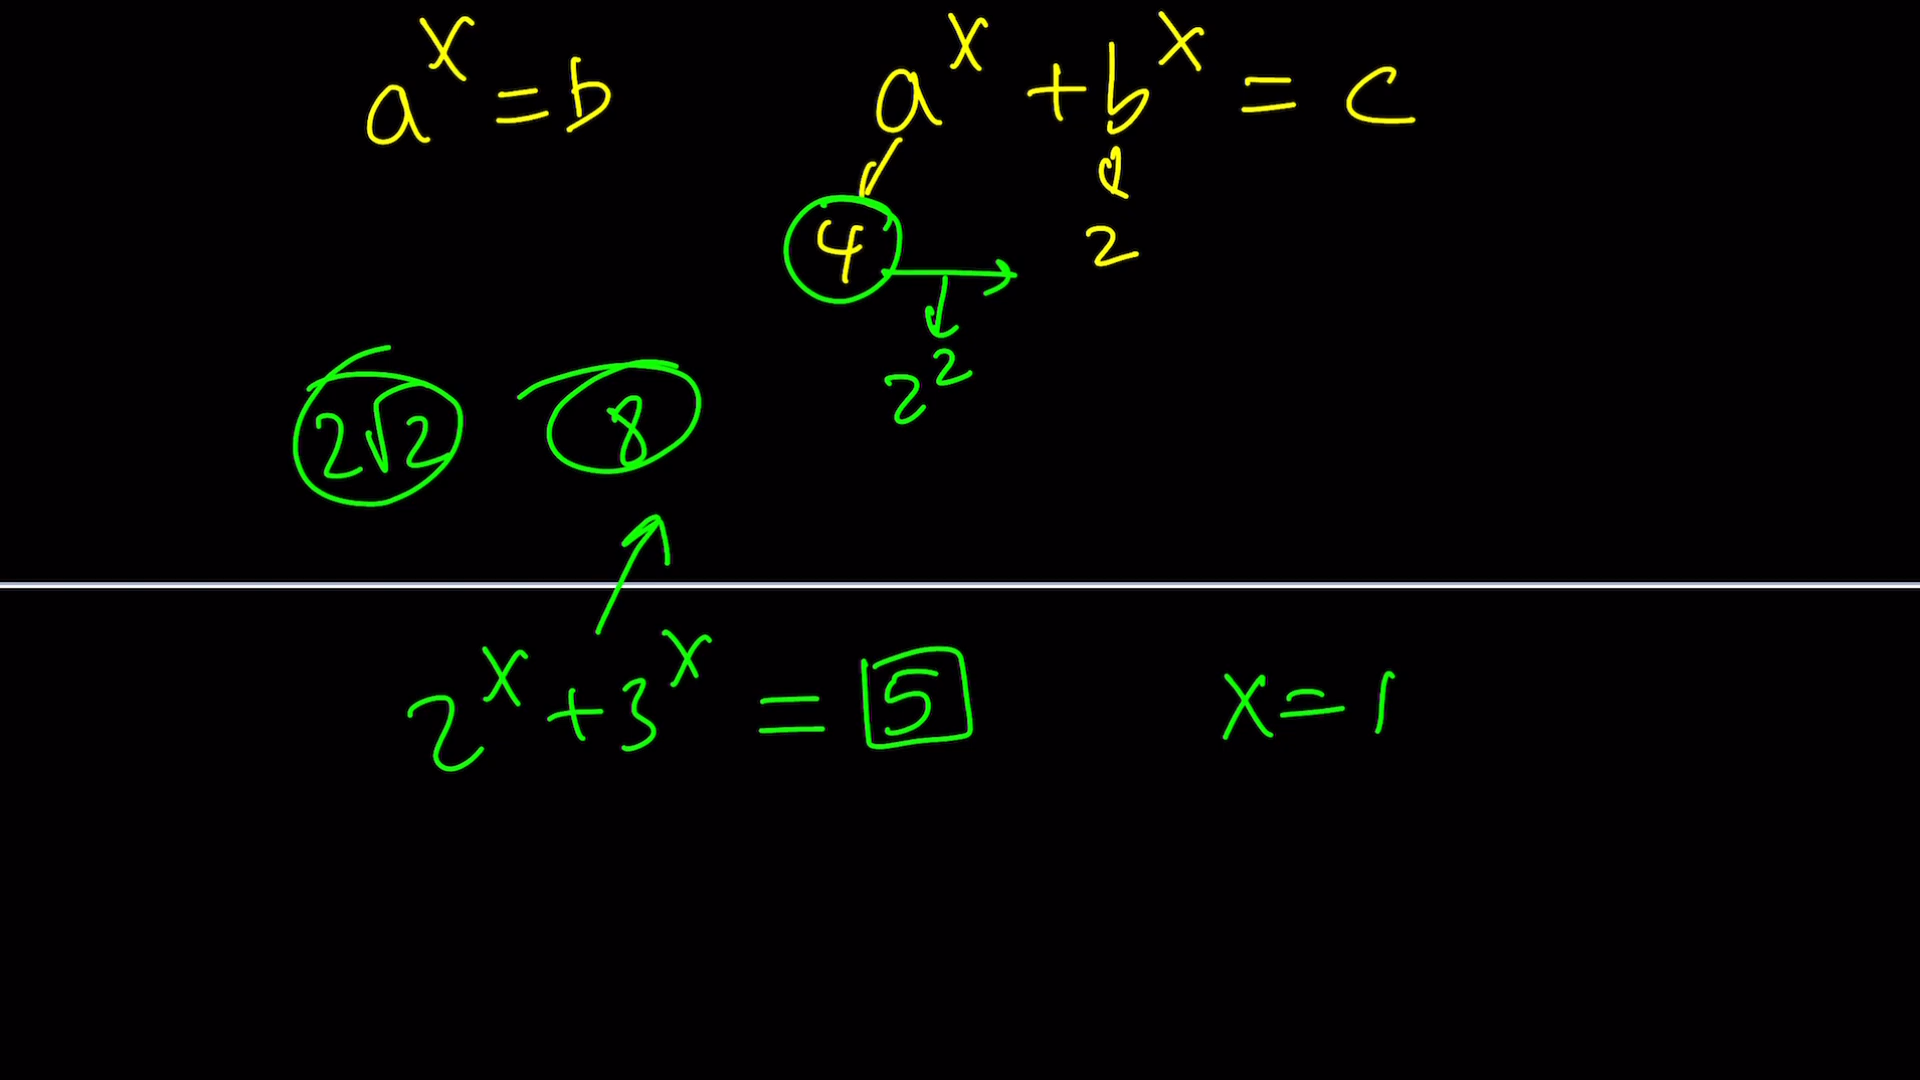 a^x = b a^x + b^x = c
4 2
2^2
2√2 8
2^x + 3^x = 5 x = 1